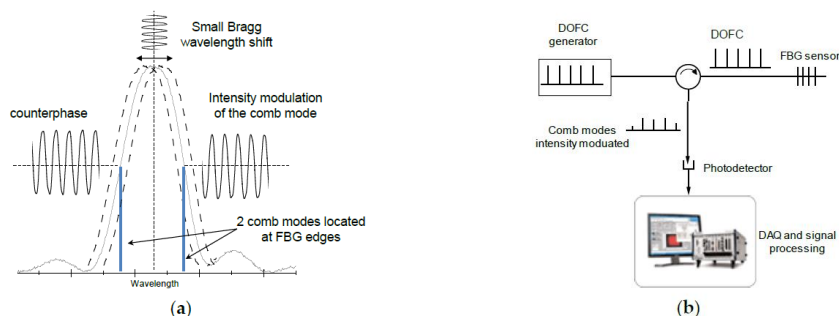 Small Bragg
wavelength shift
counterphase
Intensity modulation
of the comb mode
2 comb modes located
at FBG edges
Wavelength
(a)
DOFC
generator
DOFC
FBG sensor
Comb modes
intensity moduated
Photodetector
DAQ and signal
processing
(b)